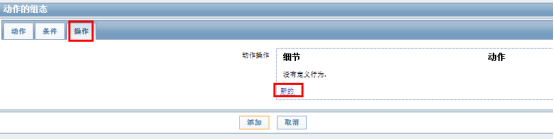 动作的组态
动作 条件 操作
动作操作 细节 动作
没有定义行为。
新的
添加 取消